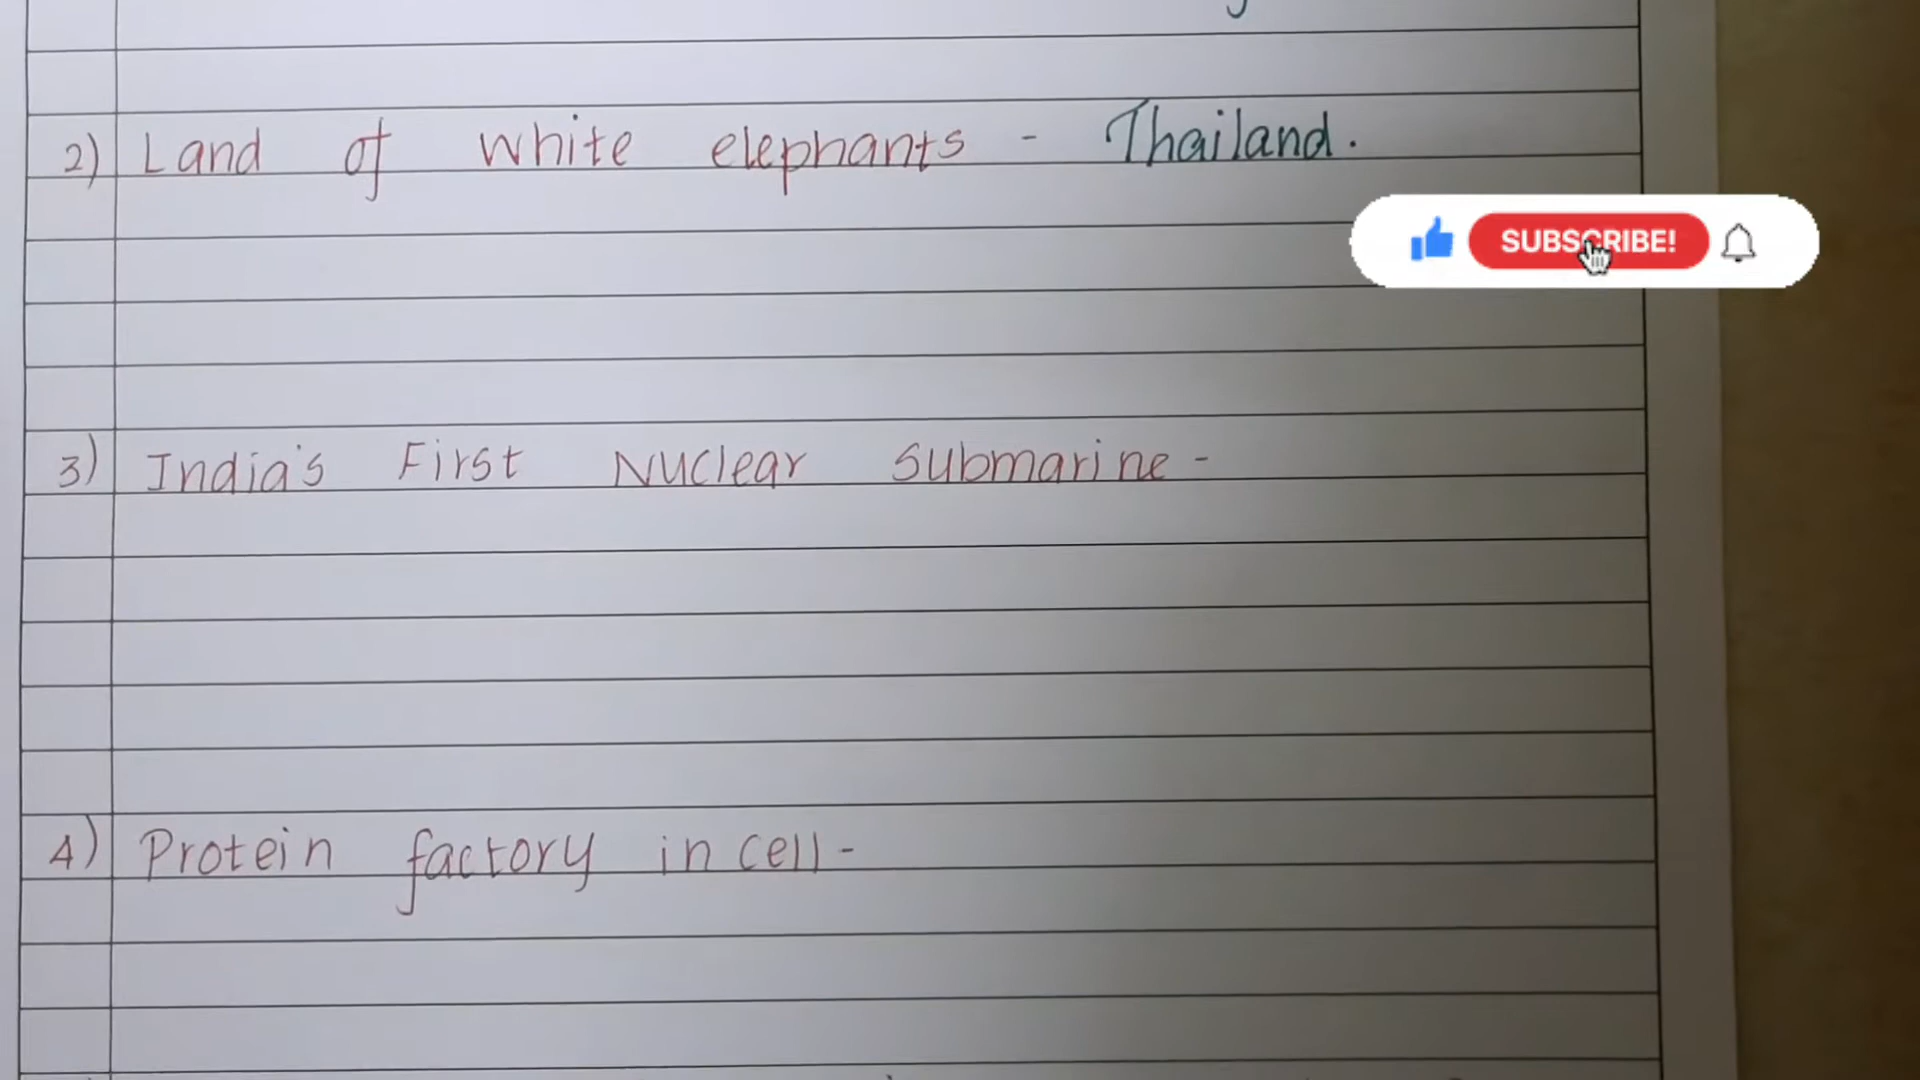 2) Land of white elephants - Thailand.
SUBSCRIBE!
3) India's First Nuclear Submarine -
4) Protein factory in cell -